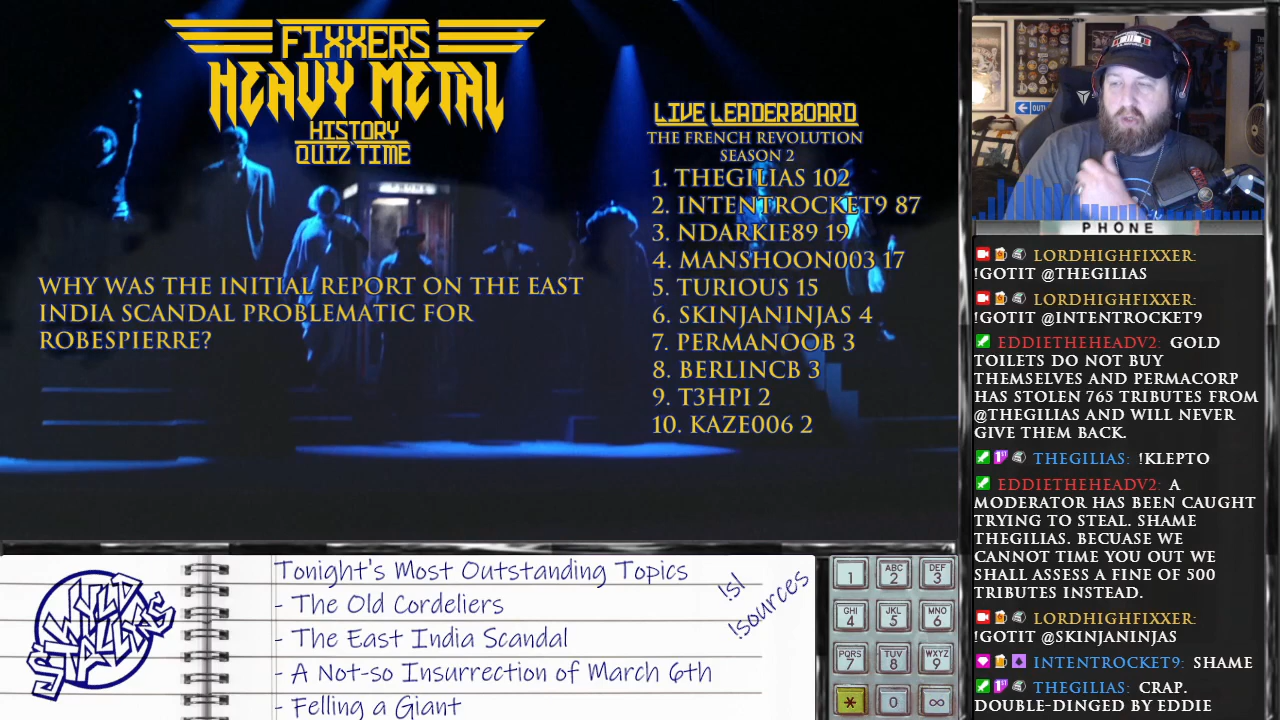 FIXXERS
HEAVY METAL
HISTORY
QUIZ TIME
WHY WAS THE INITIAL REPORT ON THE EAST
INDIA SCANDAL PROBLEMATIC FOR
ROBESPIERRE?
LIVE LEADERBOARD
THE FRENCH REVOLUTION
SEASON 2
1. THEGILIAS 102
2. INTENTROCKET9 87
3. NDARKIE89 19
4. MANSHOON003 17
5. TURIOUS 15
6. SKINJANINJAS 4
7. PERMANOOB 3
8. BERLINCB 3
9. T3HPI 2
10. KAZE006 2
PHONE
PHONE
LORDHIGHFIXXER:
!GOTIT @THEGILIAS
LORDHIGHFIXXER:
!GOTIT @INTENTROCKET9
EDDIETHEHEADV2: GOLD
TOILETS DO NOT BUY
THEMSELVES AND PERMACORP
HAS STOLEN 765 TRIBUTES FROM
@THEGILIAS AND WILL NEVER
GIVE THEM BACK.
THEGILIAS: !KLEPTO
EDDIETHEHEADV2: A
MODERATOR HAS BEEN CAUGHT
TRYING TO STEAL. SHAME
THEGILIAS. BECUASE WE
CANNOT TIME YOU OUT WE
SHALL ASSESS A FINE OF 500
TRIBUTES INSTEAD.
LORDHIGHFIXXER:
!GOTIT @SKINJANINJAS
INTENTROCKET9: SHAME
THEGILIAS: CRAP.
DOUBLE-DINGED BY EDDIE
WYLD
STALLYNS
Tonight's Most Outstanding Topics
- The Old Cordeliers
- The East India Scandal
- A Not-so Insurrection of March 6th
- Felling a Giant
!sl
!sources
1 ABC 2 DEF 3
GHI 4 JKL 5 MNO 6
PQRS 7 TUV 8 WXYZ 9
* 0 ∞